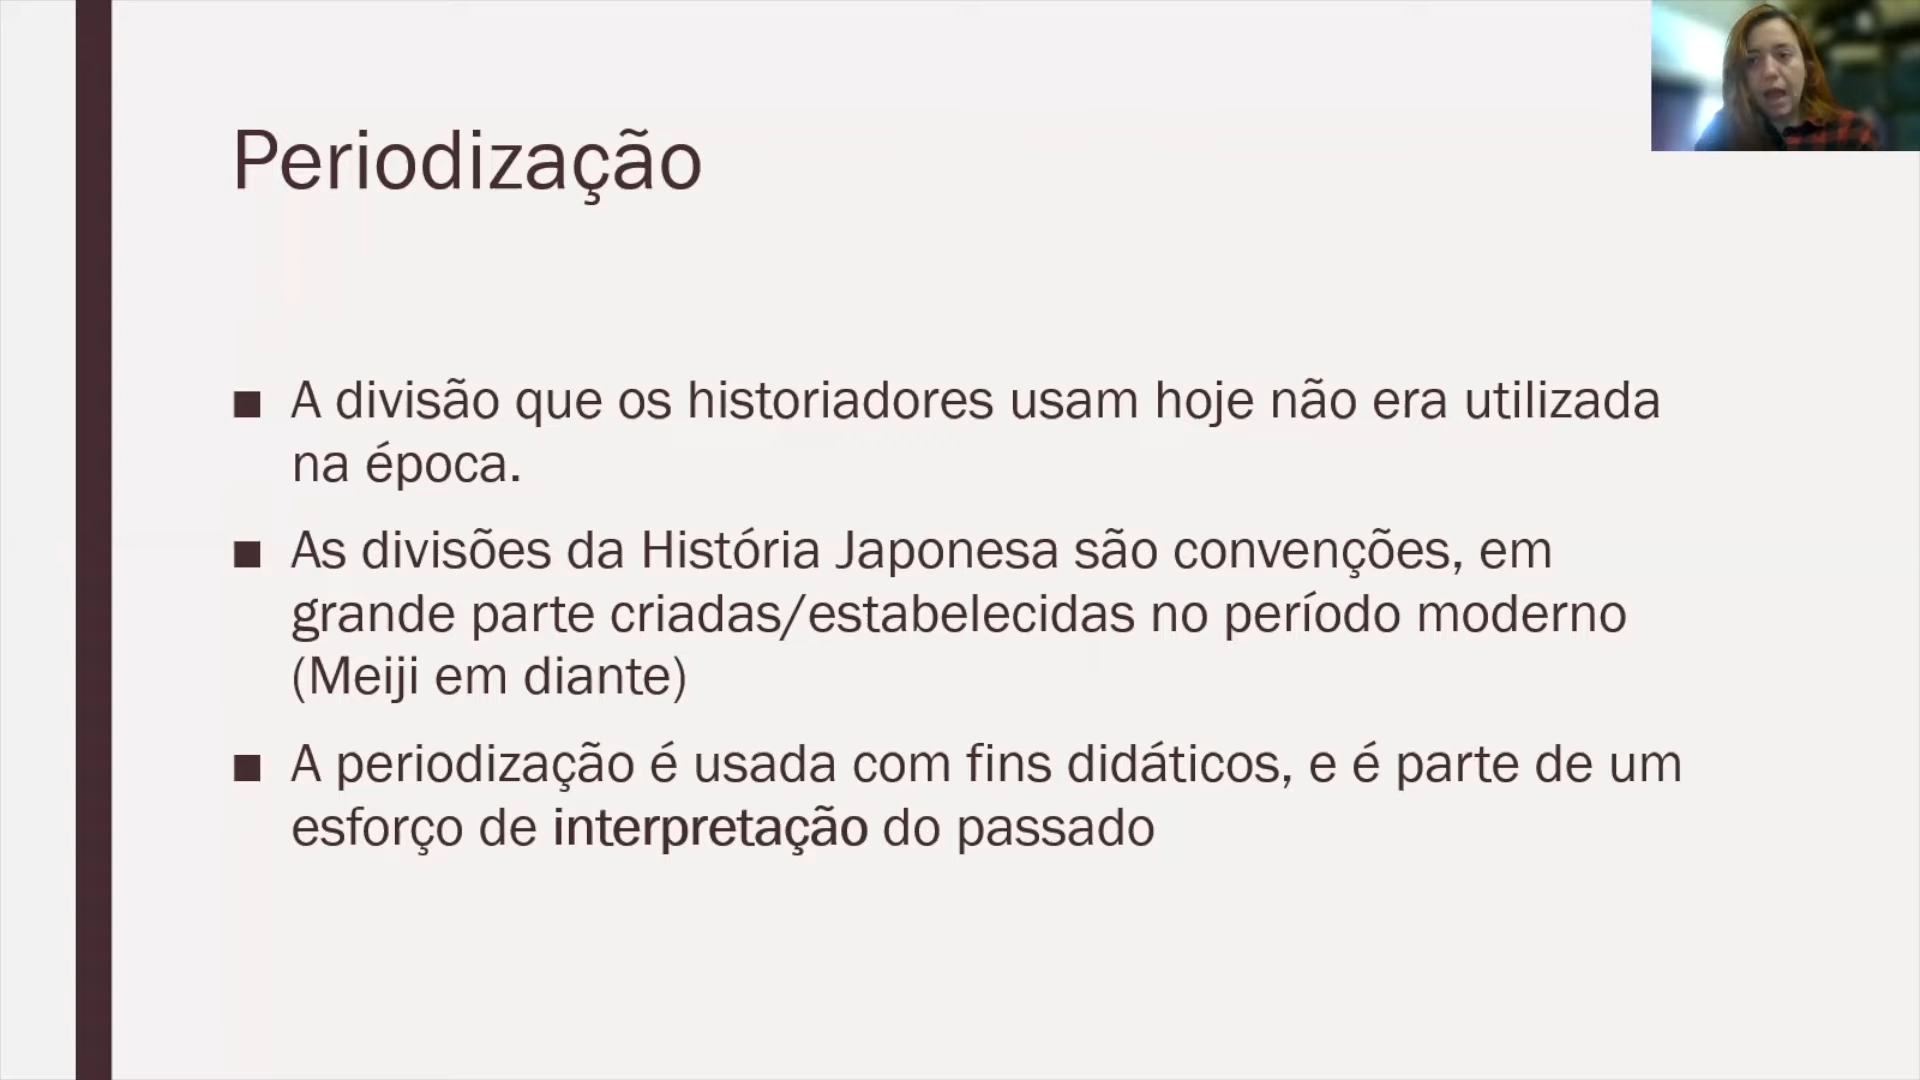 Periodização
■ A divisão que os historiadores usam hoje não era utilizada
na época.
■ As divisões da História Japonesa são convenções, em
grande parte criadas/estabelecidas no período moderno
(Meiji em diante)
■ A periodização é usada com fins didáticos, e é parte de um
esforço de interpretação do passado